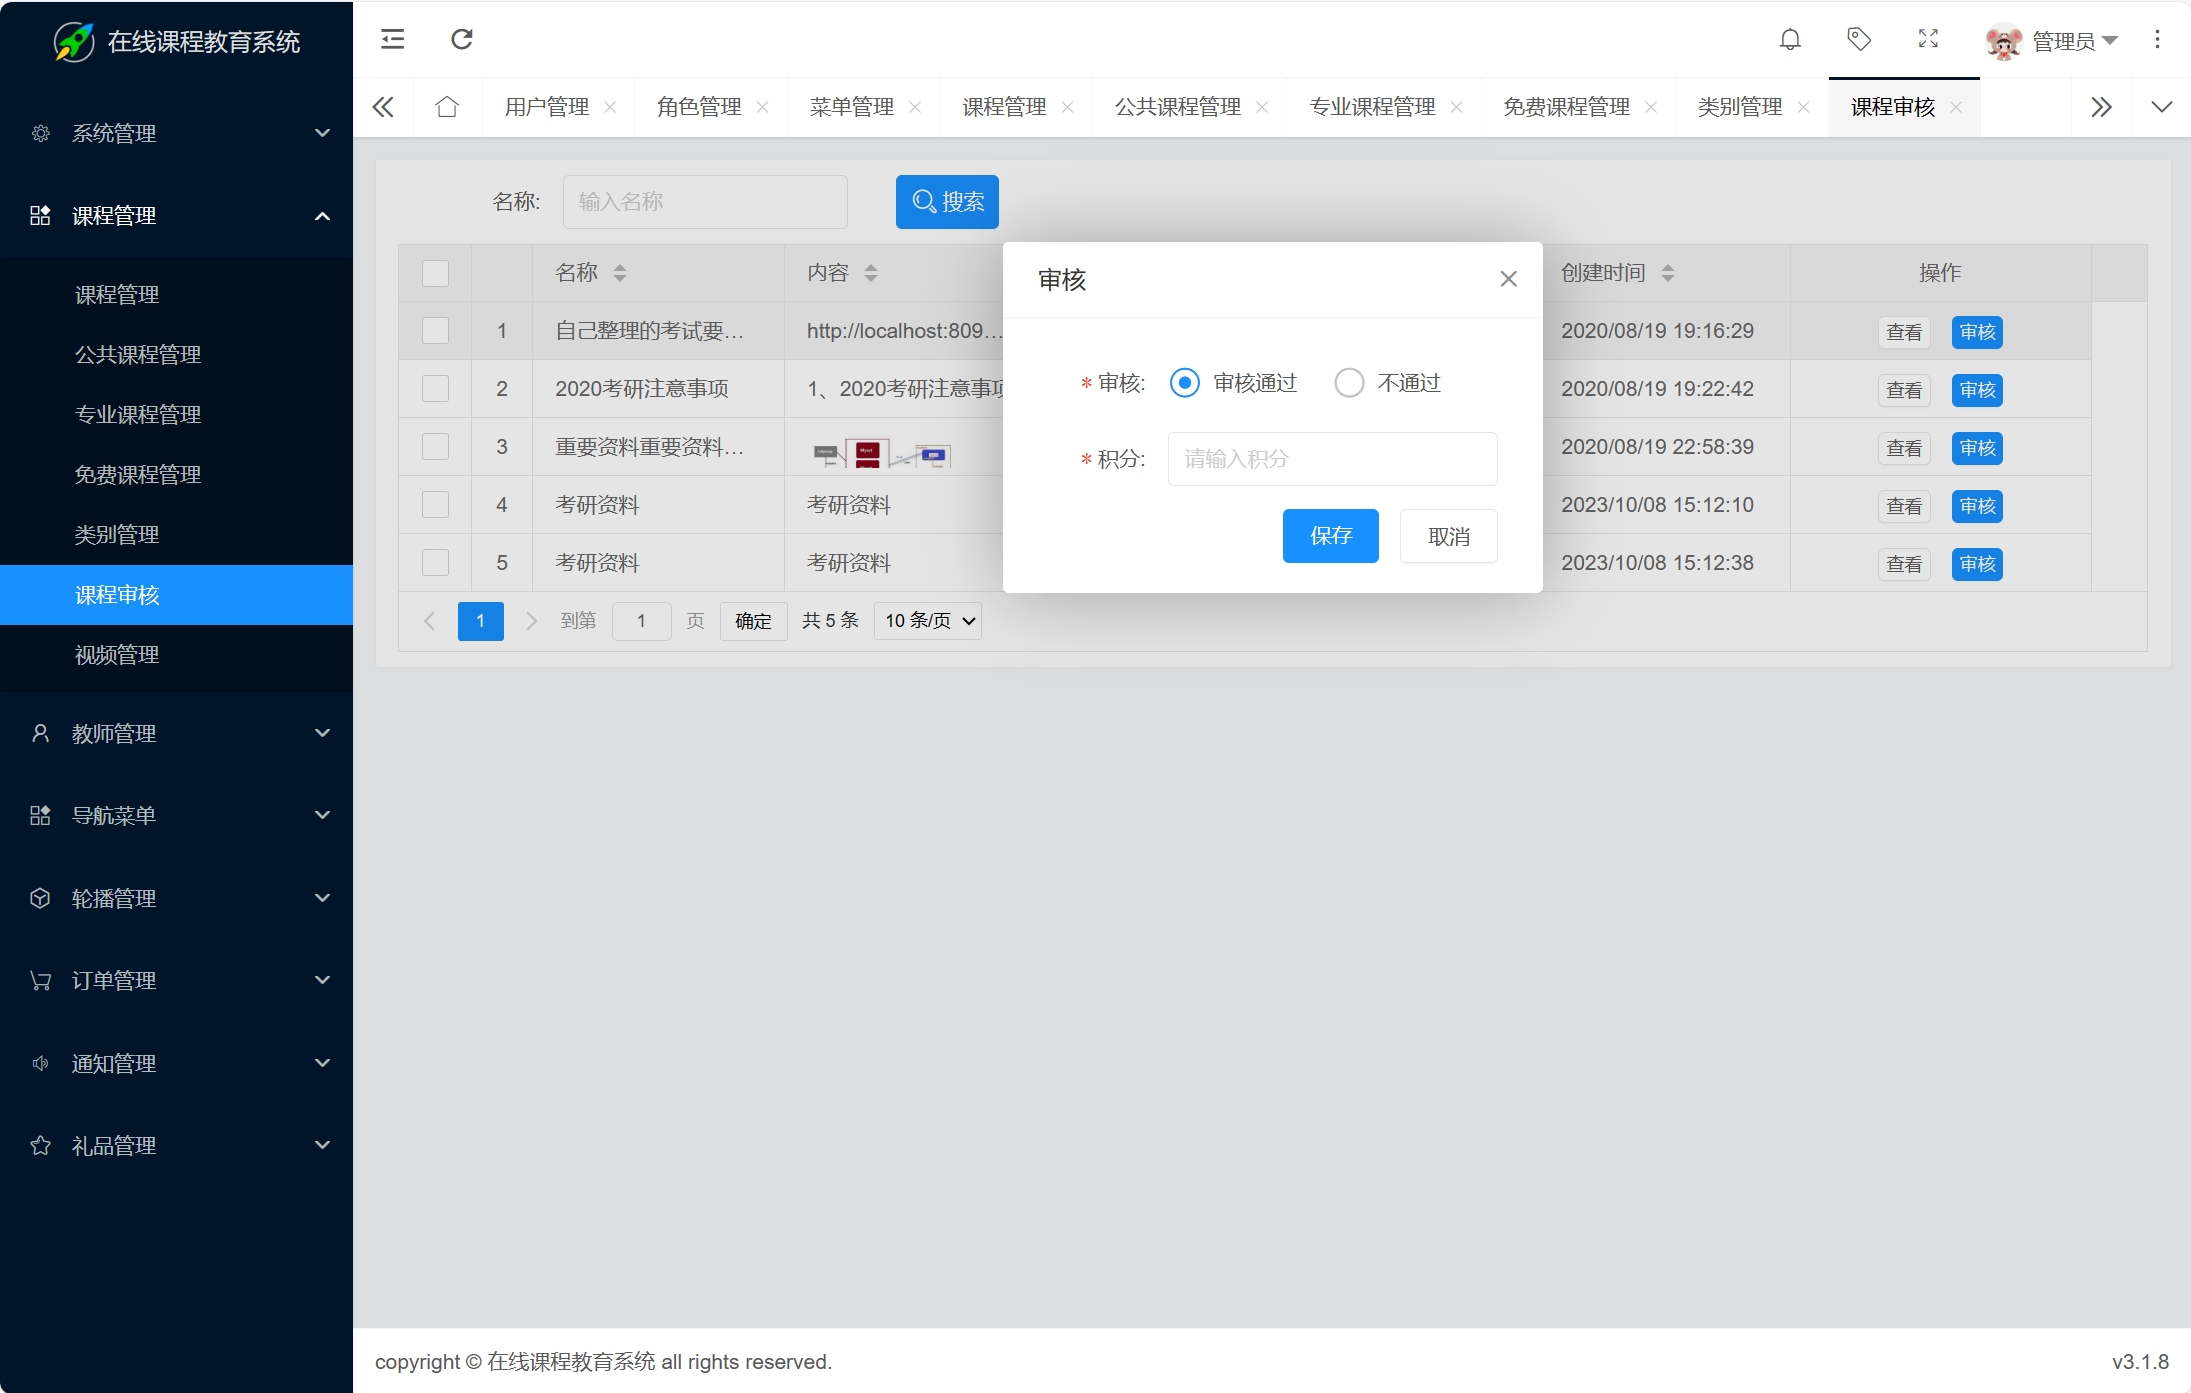 在线课程教育系统
管理员
用户管理 角色管理 菜单管理 课程管理 公共课程管理 专业课程管理 免费课程管理 类别管理 课程审核
系统管理
课程管理
课程管理
公共课程管理
专业课程管理
免费课程管理
类别管理
课程审核
视频管理
教师管理
导航菜单
轮播管理
订单管理
通知管理
礼品管理
名称: 输入名称 搜索
名称 内容 创建时间 操作
1 自己整理的考试要... http://localhost:809... 2020/08/19 19:16:29 查看 审核
2 2020考研注意事项 1、2020考研注意事项 2020/08/19 19:22:42 查看 审核
3 重要资料重要资料... 2020/08/19 22:58:39 查看 审核
4 考研资料 考研资料 2023/10/08 15:12:10 查看 审核
5 考研资料 考研资料 2023/10/08 15:12:38 查看 审核
1 到第 1 页 确定 共 5 条 10 条/页
审核
* 审核: 审核通过 不通过
* 积分: 请输入积分
保存 取消
copyright © 在线课程教育系统 all rights reserved.
v3.1.8